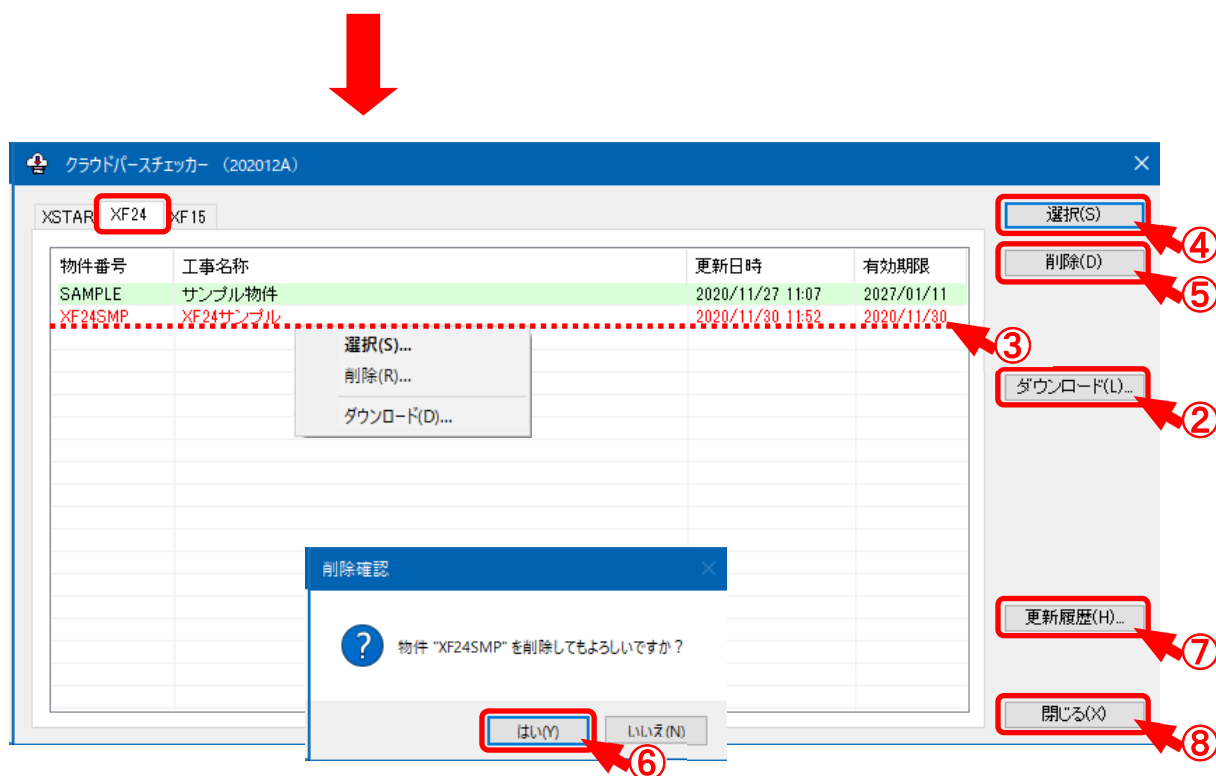 クラウドパースチェッカー （202012A）
XSTAR XF24 XF15
選択(S)
④
物件番号 工事名称 更新日時 有効期限
削除(D)
⑤
SAMPLE サンプル物件 2020/11/27 11:07 2027/01/11
XF24SMP XF24サンプル 2020/11/30 11:52 2020/11/30
③
選択(S)...
削除(R)...
ダウンロード(D)...
ダウンロード(L)...
②
削除確認
物件 "XF24SMP" を削除してもよろしいですか？
はい(Y) いいえ(N)
⑥
更新履歴(H)...
⑦
閉じる(X)
⑧